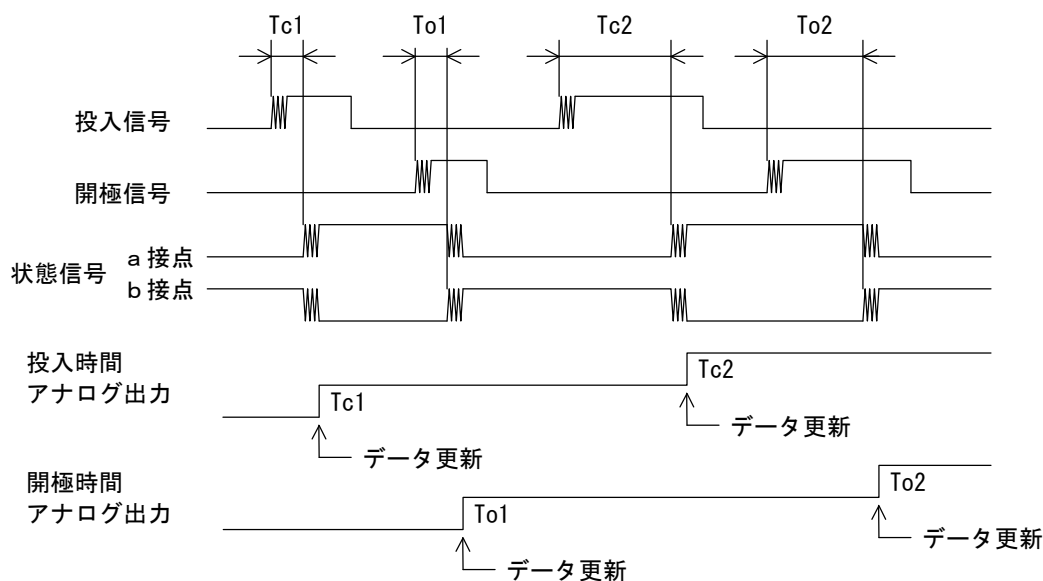 Tc1 To1 Tc2 To2
投入信号
開極信号
状態信号 a接点
b接点
投入時間
アナログ出力
Tc1
データ更新
Tc2
データ更新
開極時間
アナログ出力
To1
データ更新
To2
データ更新